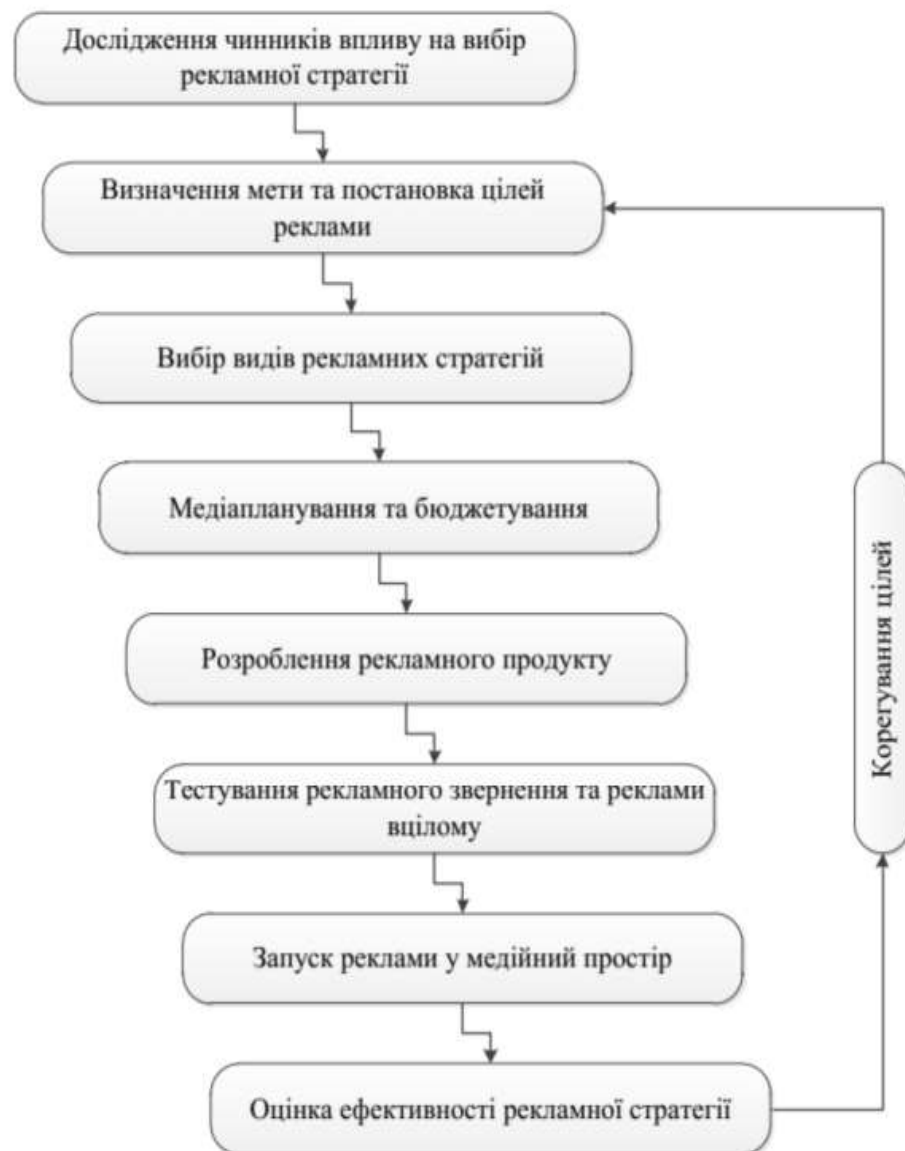 Дослідження чинників впливу на вибір
рекламної стратегії
Визначення мети та постановка цілей
реклами
Вибір видів рекламних стратегій
Медіапланування та бюджетування
Розроблення рекламного продукту
Тестування рекламного звернення та реклами
вцілому
Запуск реклами у медійний простір
Оцінка ефективності рекламної стратегії
Корегування цілей